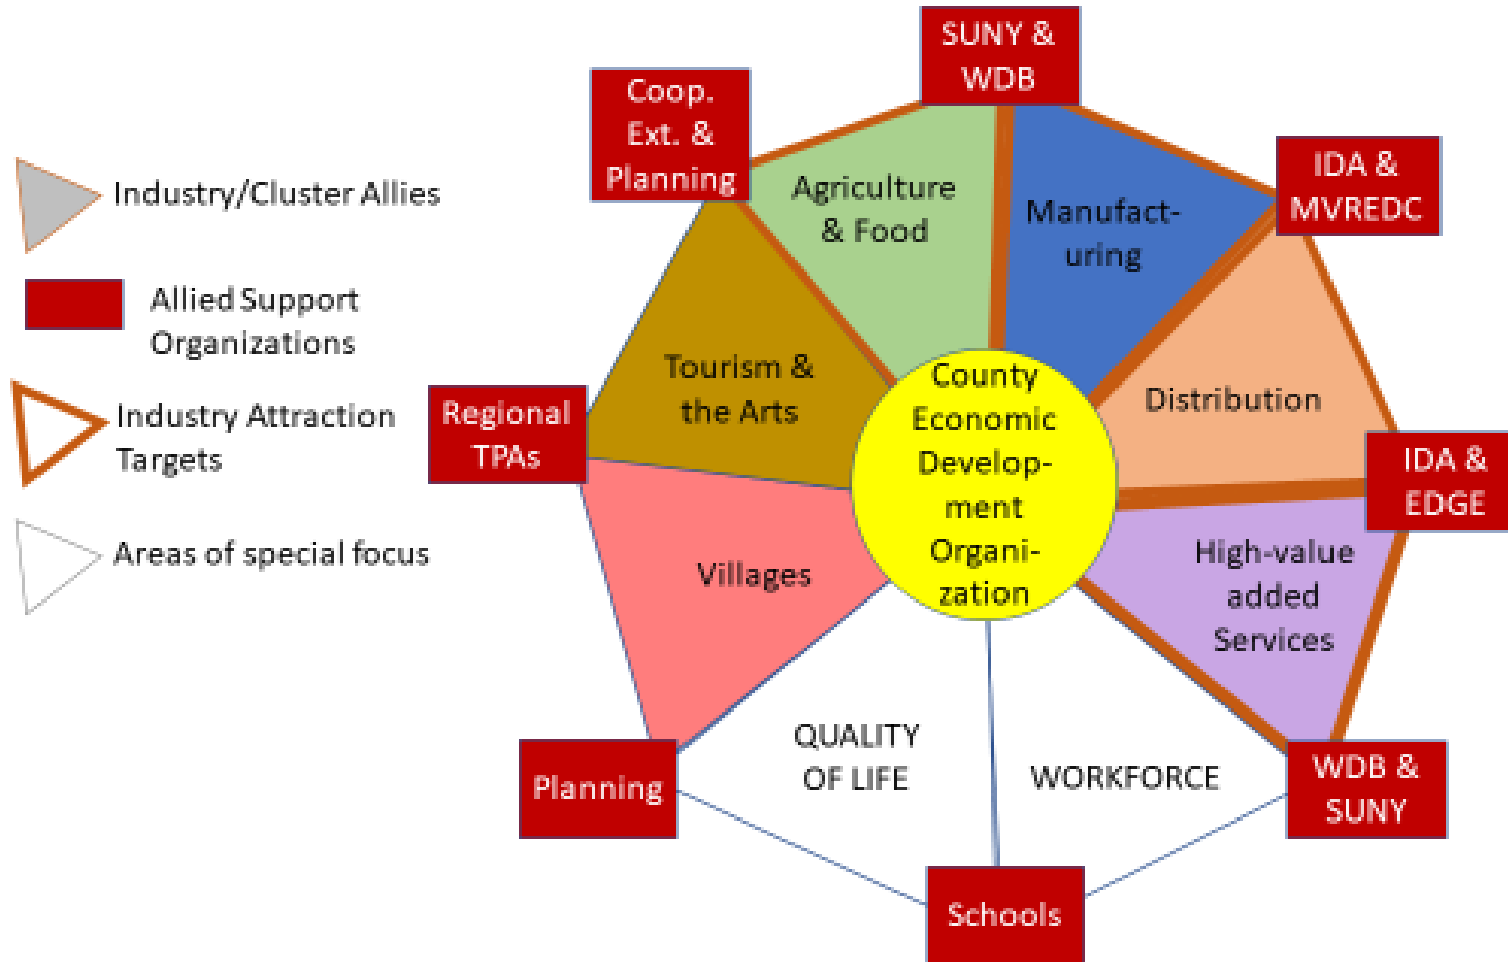 Industry/Cluster Allies
Allied Support
Organizations
Industry Attraction
Targets
Areas of special focus
SUNY &
WDB
Coop.
Ext. &
Planning
IDA &
MVREDC
Agriculture
& Food
Manufact-
uring
Tourism &
the Arts
Distribution
Regional
TPAs
County
Economic
Develop-
ment
Organi-
zation
IDA &
EDGE
Villages
High-value
added
Services
QUALITY
OF LIFE
WORKFORCE
Planning
WDB &
SUNY
Schools